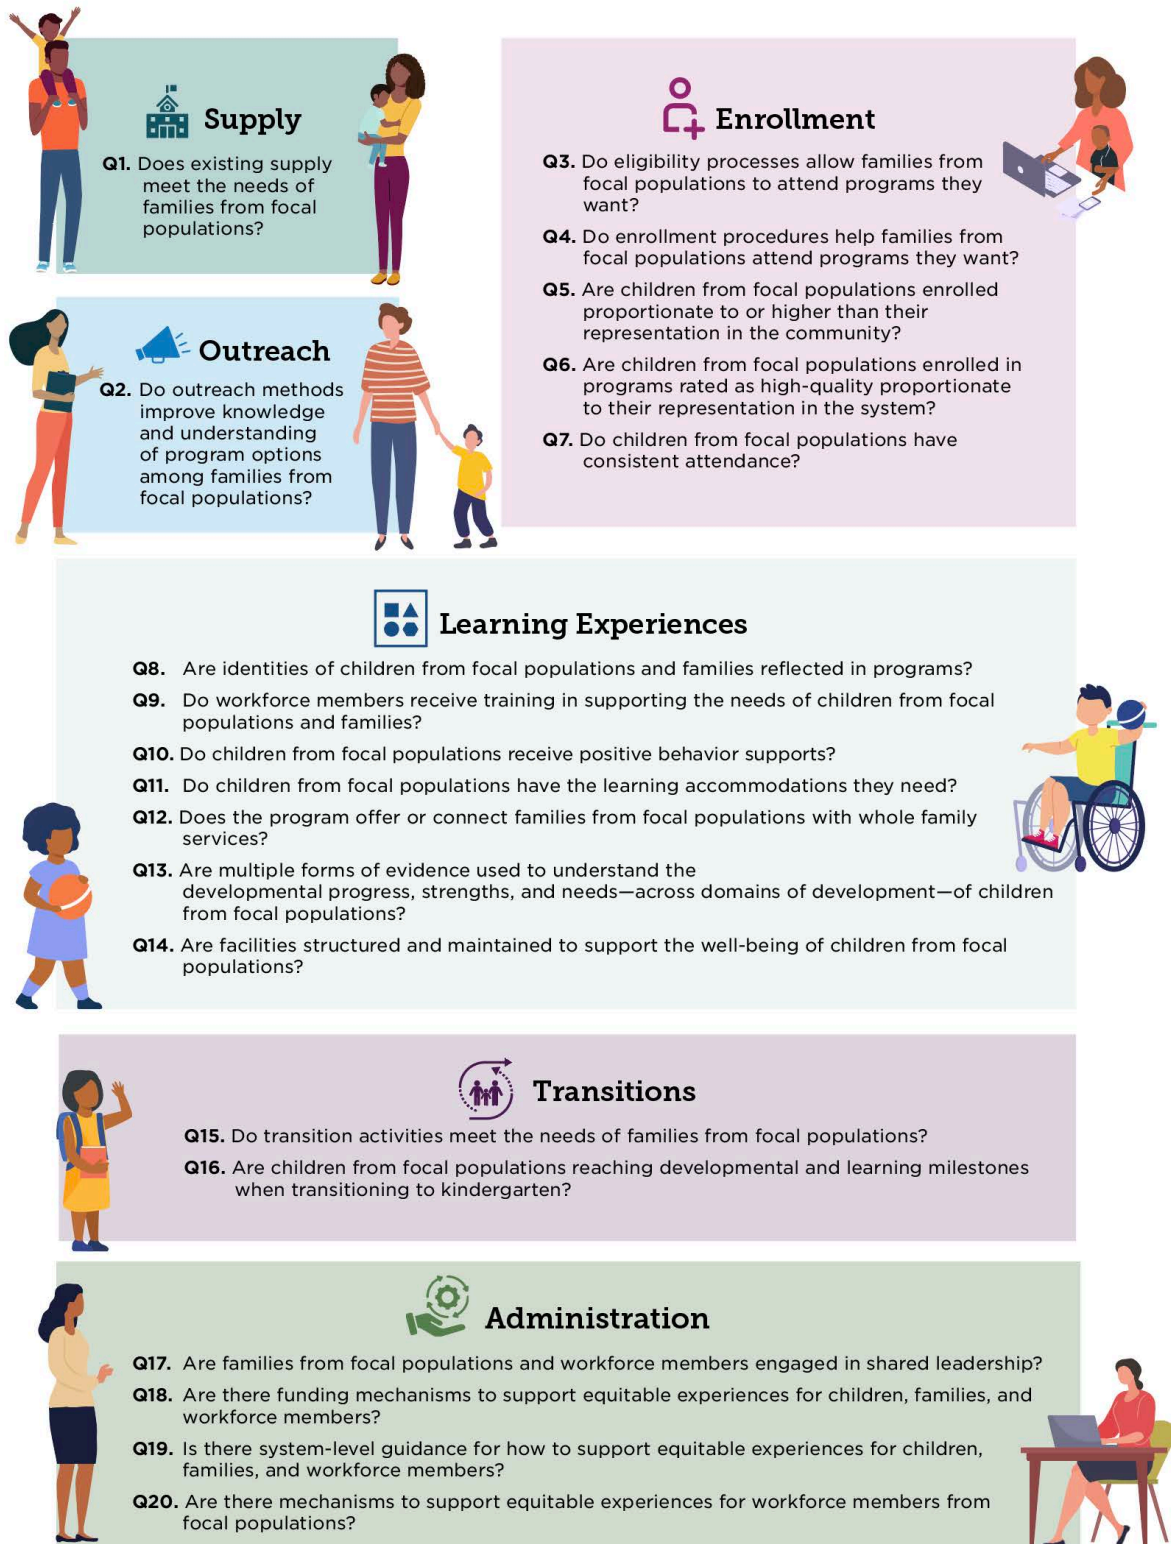 Supply
Q1. Does existing supply
meet the needs of
families from focal
populations?
Outreach
Q2. Do outreach methods
improve knowledge
and understanding
of program options
among families from
focal populations?
Enrollment
Q3. Do eligibility processes allow families from
focal populations to attend programs they
want?
Q4. Do enrollment procedures help families from
focal populations attend programs they want?
Q5. Are children from focal populations enrolled
proportionate to or higher than their
representation in the community?
Q6. Are children from focal populations enrolled in
programs rated as high-quality proportionate
to their representation in the system?
Q7. Do children from focal populations have
consistent attendance?
Learning Experiences
Q8. Are identities of children from focal populations and families reflected in programs?
Q9. Do workforce members receive training in supporting the needs of children from focal
populations and families?
Q10. Do children from focal populations receive positive behavior supports?
Q11. Do children from focal populations have the learning accommodations they need?
Q12. Does the program offer or connect families from focal populations with whole family
services?
Q13. Are multiple forms of evidence used to understand the
developmental progress, strengths, and needs—across domains of development—of children
from focal populations?
Q14. Are facilities structured and maintained to support the well-being of children from focal
populations?
Transitions
Q15. Do transition activities meet the needs of families from focal populations?
Q16. Are children from focal populations reaching developmental and learning milestones
when transitioning to kindergarten?
Administration
Q17. Are families from focal populations and workforce members engaged in shared leadership?
Q18. Are there funding mechanisms to support equitable experiences for children, families, and
workforce members?
Q19. Is there system-level guidance for how to support equitable experiences for children,
families, and workforce members?
Q20. Are there mechanisms to support equitable experiences for workforce members from
focal populations?